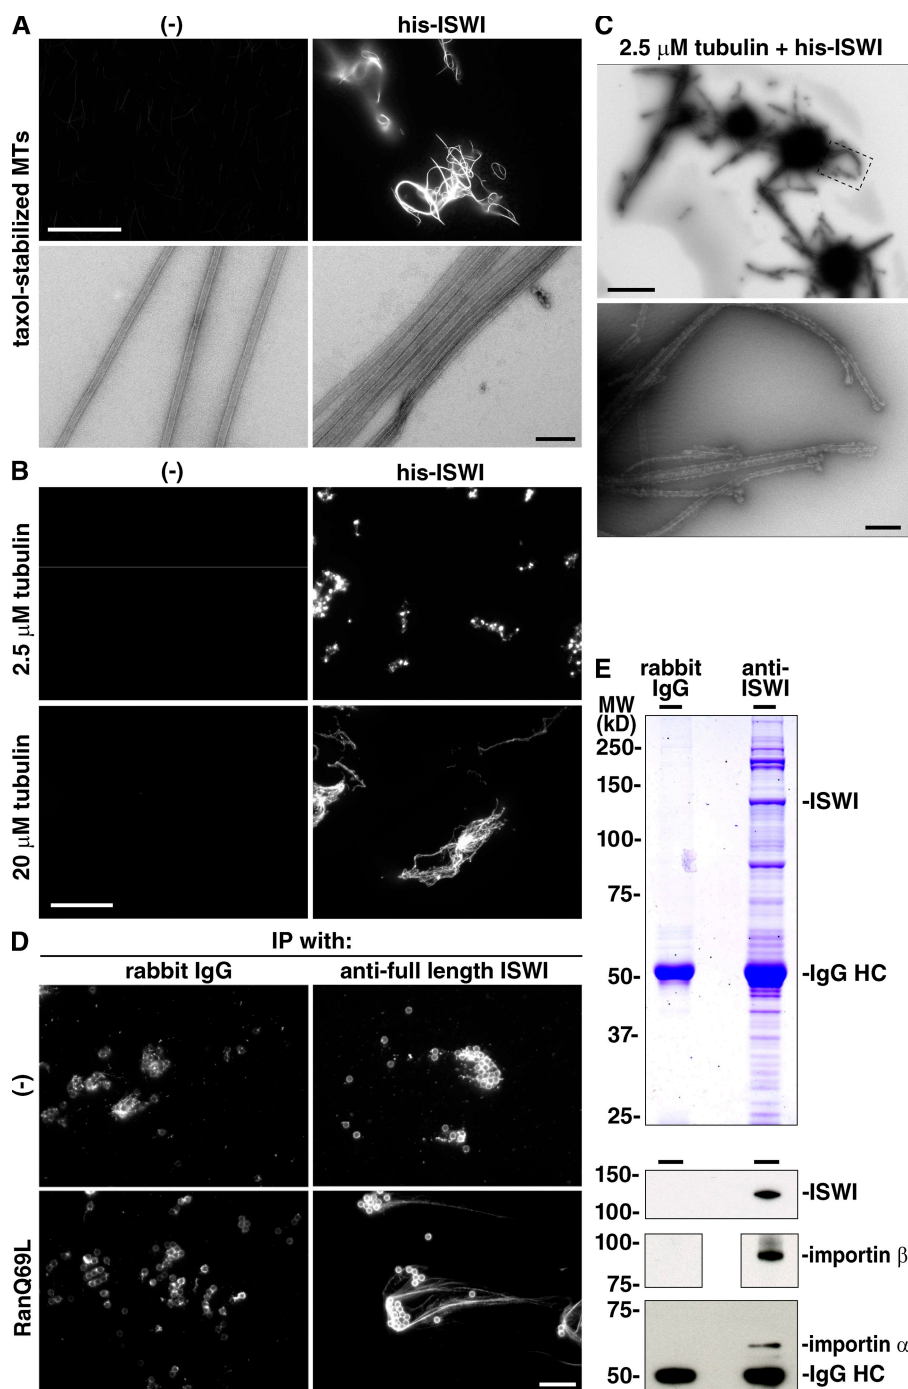 A
(-)
his-ISWI
taxol-stabilized MTs
B
(-)
his-ISWI
2.5 μM tubulin
20 μM tubulin
C
2.5 μM tubulin + his-ISWI
D
IP with:
rabbit IgG
anti-full length ISWI
(-)
RanQ69L
E
rabbit
IgG
anti-
ISWI
MW
(kD)
250-
150-
-ISWI
100-
75-
50-
-IgG HC
37-
25-
150-
-ISWI
100-
100-
-importin β
75-
75-
-importin α
50-
-IgG HC